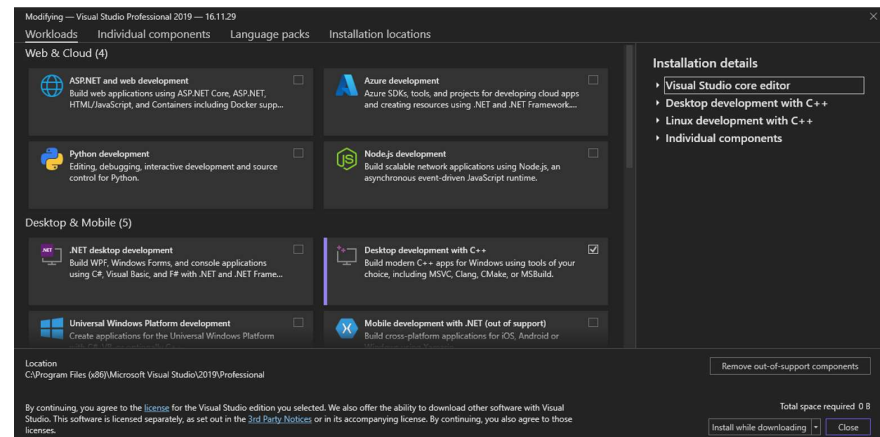 Modifying — Visual Studio Professional 2019 — 16.11.29
Workloads Individual components Language packs Installation locations
Web & Cloud (4)
ASP.NET and web development
Build web applications using ASP.NET Core, ASP.NET,
HTML/JavaScript, and Containers including Docker supp...
Azure development
Azure SDKs, tools, and projects for developing cloud apps
and creating resources using .NET and .NET Framework....
Python development
Editing, debugging, interactive development and source
control for Python.
JS
Node.js development
Build scalable network applications using Node.js, an
asynchronous event-driven JavaScript runtime.
Desktop & Mobile (5)
.NET
.NET desktop development
Build WPF, Windows Forms, and console applications
using C#, Visual Basic, and F# with .NET and .NET Frame...
Desktop development with C++
Build modern C++ apps for Windows using tools of your
choice, including MSVC, Clang, CMake, or MSBuild.
Universal Windows Platform development
Create applications for the Universal Windows Platform
Mobile development with .NET (out of support)
Build cross-platform applications for iOS, Android or
Installation details
Visual Studio core editor
Desktop development with C++
Linux development with C++
Individual components
Location
C:\Program Files (x86)\Microsoft Visual Studio\2019\Professional
Remove out-of-support components
By continuing, you agree to the license for the Visual Studio edition you selected. We also offer the ability to download other software with Visual
Studio. This software is licensed separately, as set out in the 3rd Party Notices or in its accompanying license. By continuing, you also agree to those
licenses.
Total space required 0 B
Install while downloading Close